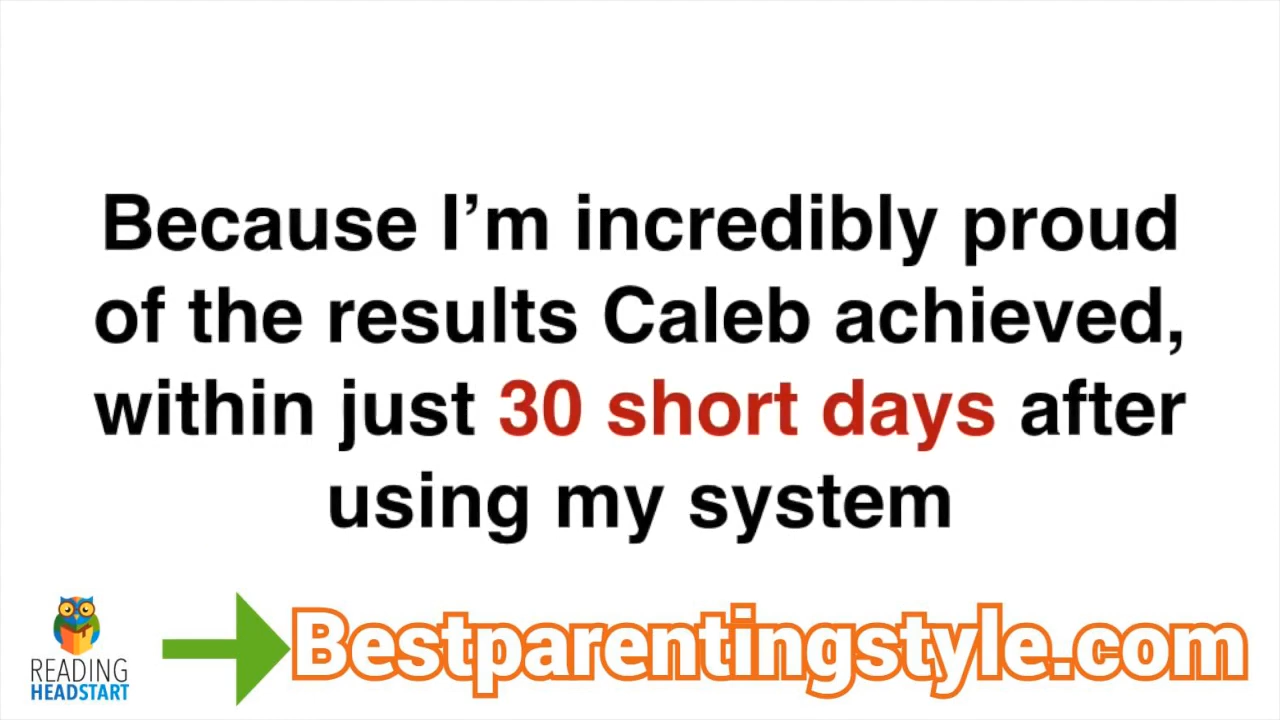 Because I’m incredibly proud
of the results Caleb achieved,
within just 30 short days after
using my system
READING
HEADSTART
Bestparentingstyle.com